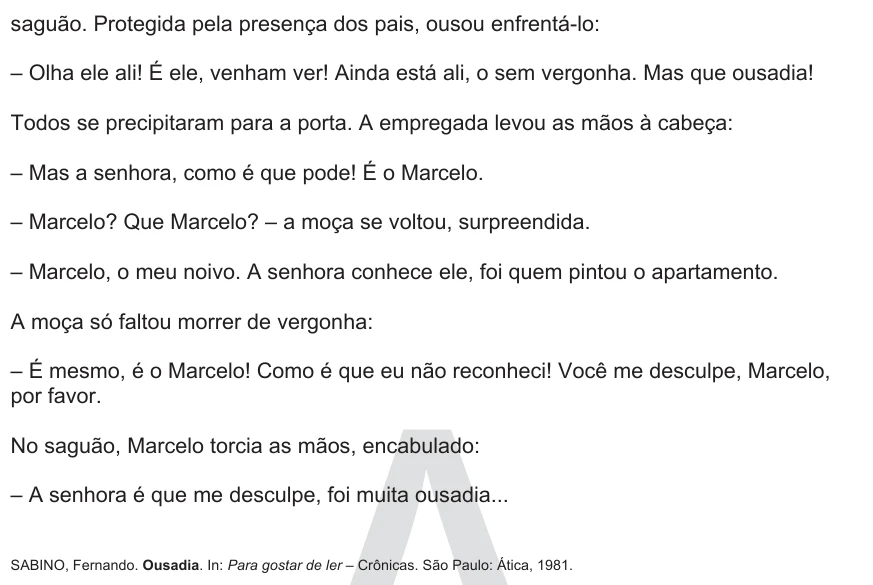 saguão. Protegida pela presença dos pais, ousou enfrentá-lo:
– Olha ele ali! É ele, venham ver! Ainda está ali, o sem vergonha. Mas que ousadia!
Todos se precipitaram para a porta. A empregada levou as mãos à cabeça:
– Mas a senhora, como é que pode! É o Marcelo.
– Marcelo? Que Marcelo? – a moça se voltou, surpreendida.
– Marcelo, o meu noivo. A senhora conhece ele, foi quem pintou o apartamento.
A moça só faltou morrer de vergonha:
– É mesmo, é o Marcelo! Como é que eu não reconheci! Você me desculpe, Marcelo,
por favor.
No saguão, Marcelo torcia as mãos, encabulado:
– A senhora é que me desculpe, foi muita ousadia...
SABINO, Fernando. Ousadia. In: Para gostar de ler – Crônicas. São Paulo: Ática, 1981.